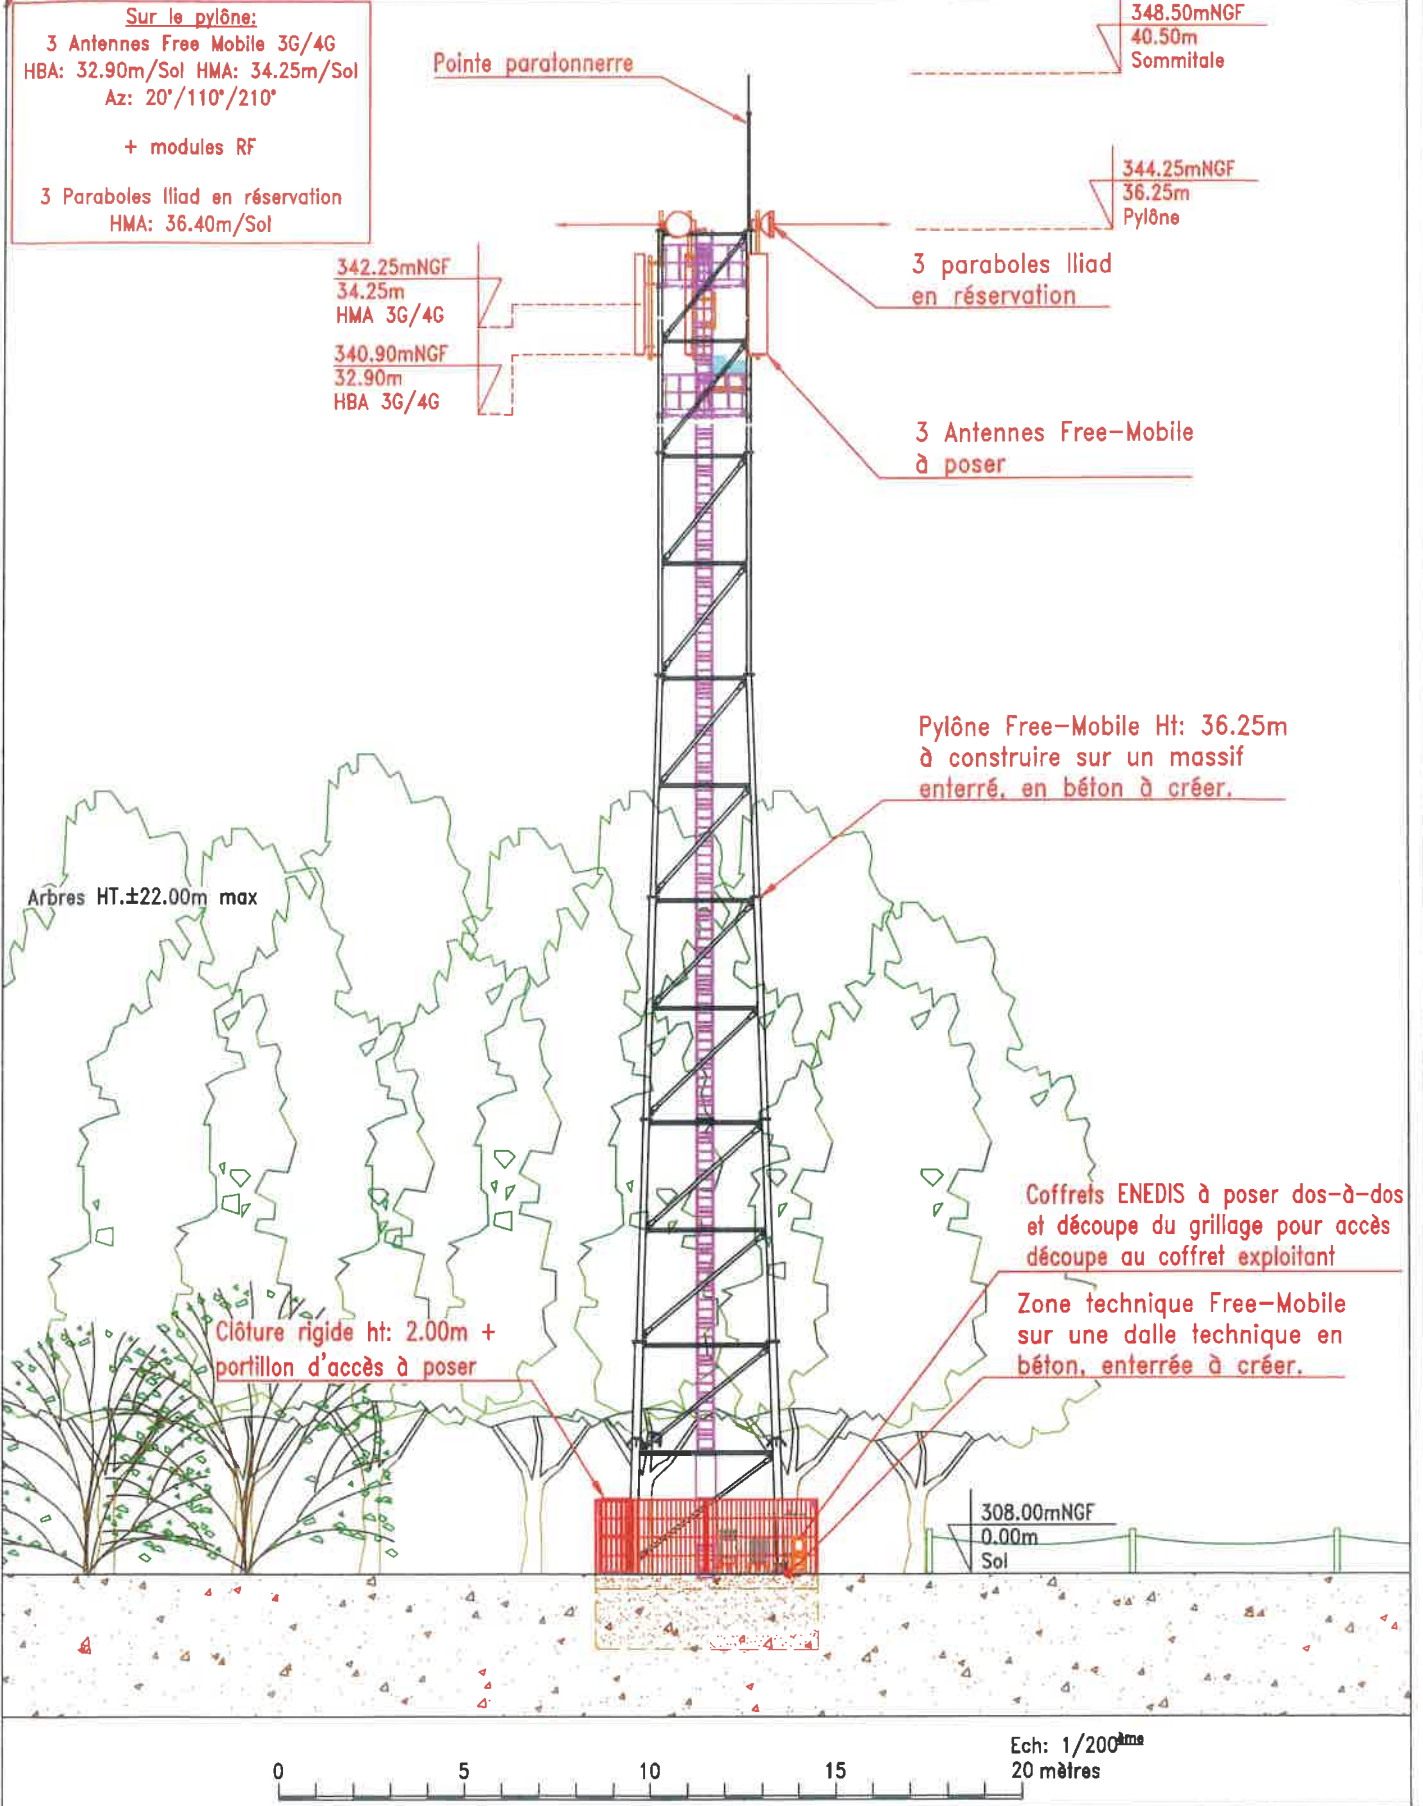 Sur le pylône:
3 Antennes Free Mobile 3G/4G
HBA: 32.90m/Sol HMA: 34.25m/Sol
Az: 20°/110°/210°
+ modules RF
3 Paraboles Iliad en réservation
HMA: 36.40m/Sol
Pointe paratonnerre
348.50mNGF
40.50m
Sommitale
344.25mNGF
36.25m
Pylône
342.25mNGF
34.25m
HMA 3G/4G
340.90mNGF
32.90m
HBA 3G/4G
3 paraboles Iliad
en réservation
3 Antennes Free-Mobile
à poser
Pylône Free-Mobile Ht: 36.25m
à construire sur un massif
enterré, en béton à créer.
Arbres HT.±22.00m max
Coffrets ENEDIS à poser dos-à-dos
et découpe du grillage pour accès
découpe au coffret exploitant
Zone technique Free-Mobile
sur une dalle technique en
béton, enterrée à créer.
Clôture rigide ht: 2.00m +
portillon d'accès à poser
308.00mNGF
0.00m
Sol
Ech: 1/200ème
0 5 10 15 20 mètres